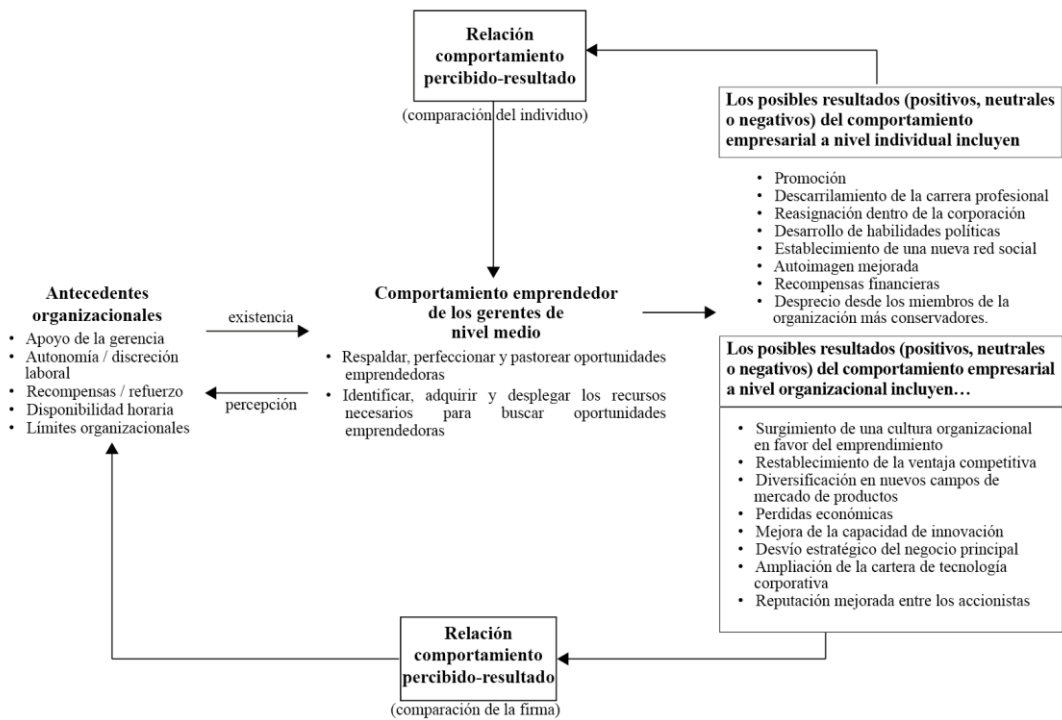 Relación
comportamiento
percibido-resultado
(comparación del individuo)
Antecedentes
organizacionales
• Apoyo de la gerencia
• Autonomía / discreción
laboral
• Recompensas / refuerzo
• Disponibilidad horaria
• Límites organizacionales
existencia
percepción
Comportamiento emprendedor
de los gerentes de
nivel medio
• Respaldar, perfeccionar y pastorear oportunidades
emprendedoras
• Identificar, adquirir y desplegar los recursos
necesarios para buscar oportunidades
emprendedoras
Los posibles resultados (positivos, neutrales
o negativos) del comportamiento
empresarial a nivel individual incluyen
• Promoción
• Descarrilamiento de la carrera profesional
• Reasignación dentro de la corporación
• Desarrollo de habilidades políticas
• Establecimiento de una nueva red social
• Autoimagen mejorada
• Recompensas financieras
• Desprecio desde los miembros de la
organización más conservadores.
Los posibles resultados (positivos, neutrales
o negativos) del comportamiento empresarial
a nivel organizacional incluyen…
• Surgimiento de una cultura organizacional
en favor del emprendimiento
• Restablecimiento de la ventaja competitiva
• Diversificación en nuevos campos de
mercado de productos
• Perdidas económicas
• Mejora de la capacidad de innovación
• Desvío estratégico del negocio principal
• Ampliación de la cartera de tecnología
corporativa
• Reputación mejorada entre los accionistas
Relación
comportamiento
percibido-resultado
(comparación de la firma)